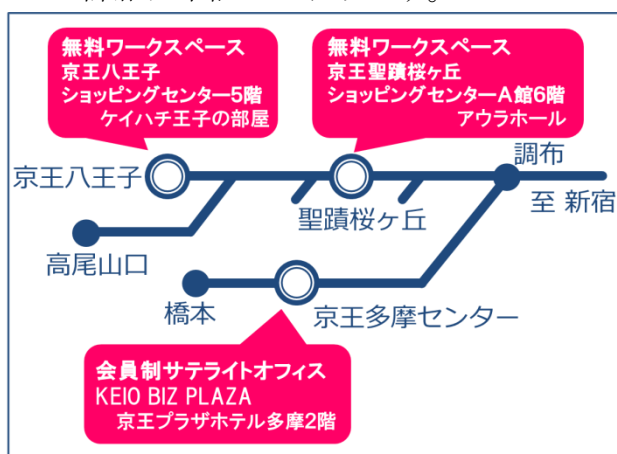 無料ワークスペース
京王八王子
ショッピングセンター5階
ケイハチ王子の部屋
無料ワークスペース
京王聖蹟桜ヶ丘
ショッピングセンターA館6階
アウラホール
京王八王子
聖蹟桜ヶ丘
調布
至 新宿
高尾山口
橋本
京王多摩センター
会員制サテライトオフィス
KEIO BIZ PLAZA
京王プラザホテル多摩2階